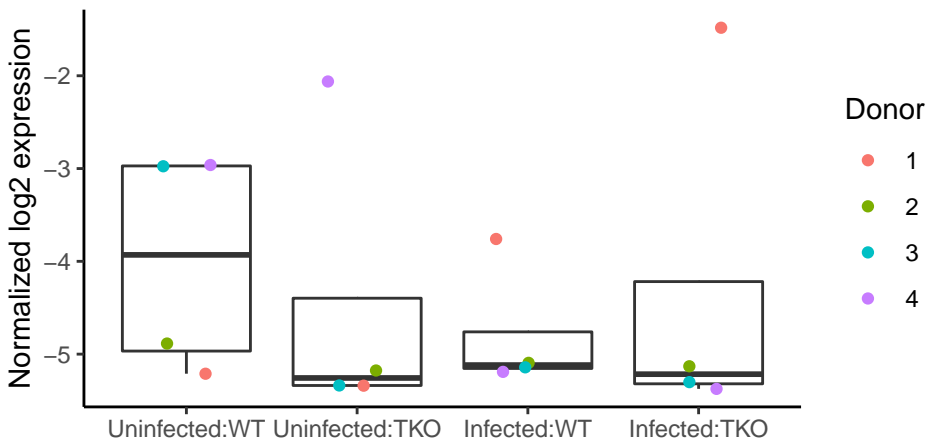 Normalized log2 expression
−2
−3
−4
−5
Uninfected:WT Uninfected:TKO Infected:WT Infected:TKO
Donor
1
2
3
4